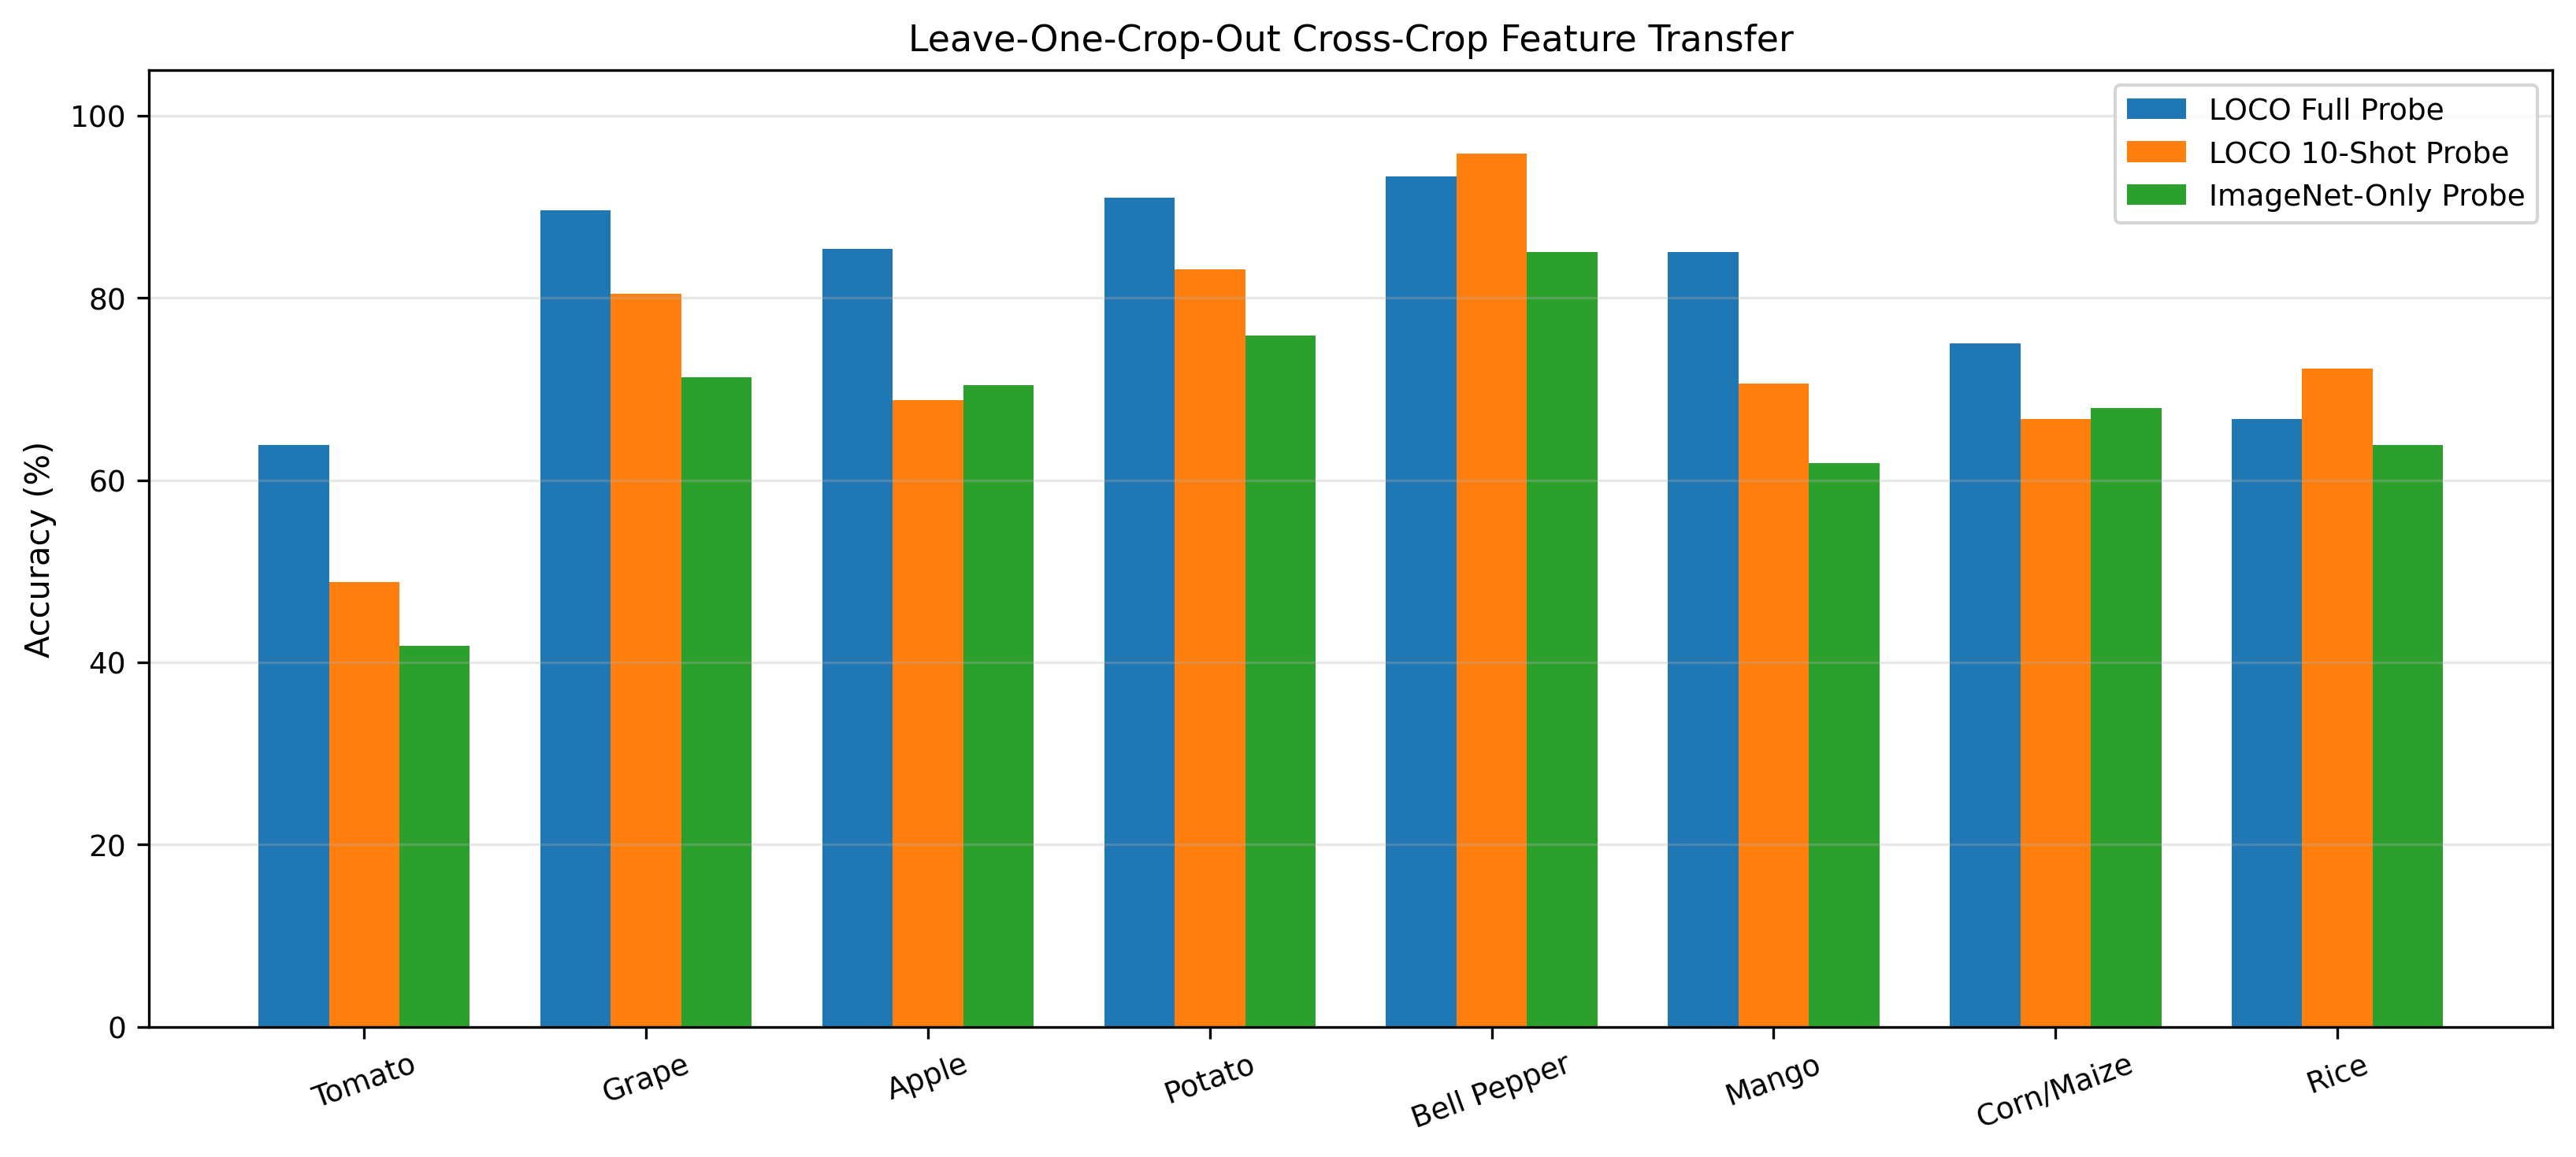 Leave-One-Crop-Out Cross-Crop Feature Transfer
LOCO Full Probe
LOCO 10-Shot Probe
ImageNet-Only Probe
Accuracy (%)
100
80
60
40
20
0
Tomato
Grape
Apple
Potato
Bell Pepper
Mango
Corn/Maize
Rice